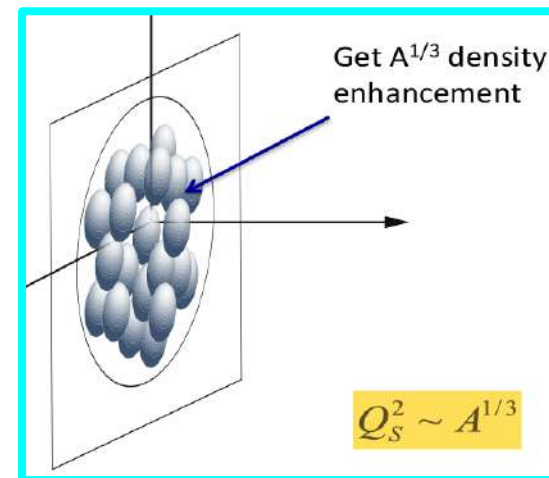 Get A^{1/3} density
enhancement
Q_S^2 ~ A^{1/3}